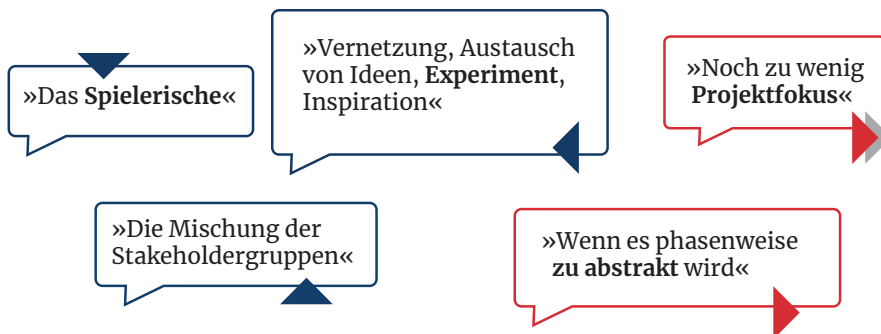 »Das Spielerische«
»Vernetzung, Austausch
von Ideen, Experiment,
Inspiration«
»Noch zu wenig
Projektfokus«
»Die Mischung der
Stakeholdergruppen«
»Wenn es phasenweise
zu abstrakt wird«